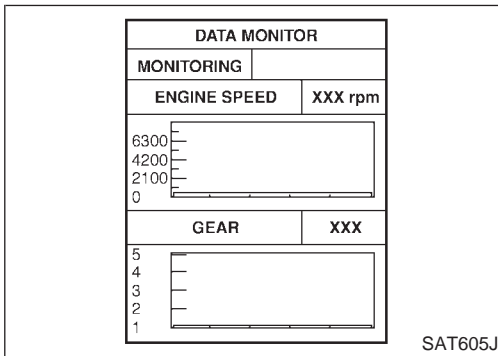 DATA MONITOR
MONITORING
ENGINE SPEED XXX rpm
6300
4200
2100
0
GEAR XXX
5
4
3
2
1
SAT605J